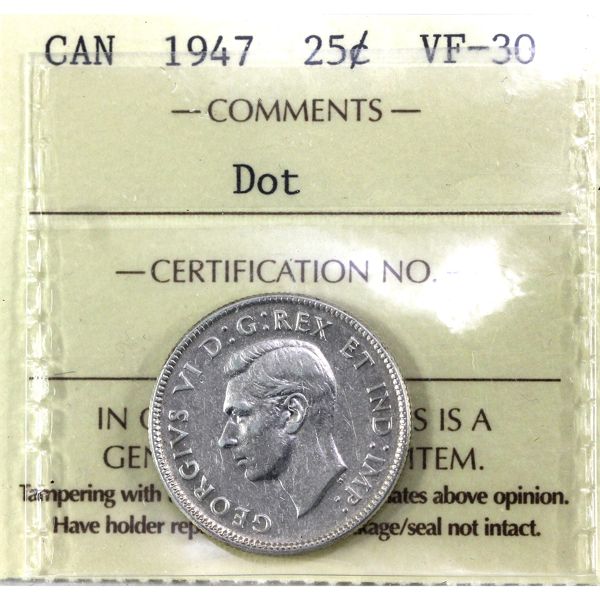 CAN 1947 25¢ VF-30
— COMMENTS —
Dot
— CERTIFICATION NO. -
GEORGIVS VI D:G:REX ET IND:IMP:
IN S IS A
GEN ITEM.
Tampering with ates above opinion.
Have holder rep kage/seal not intact.